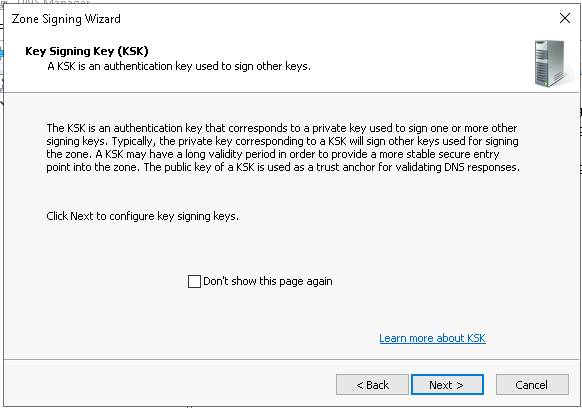 DNS Manager
Zone Signing Wizard
Key Signing Key (KSK)
A KSK is an authentication key used to sign other keys.
The KSK is an authentication key that corresponds to a private key used to sign one or more other
signing keys. Typically, the private key corresponding to a KSK will sign other keys used for signing
the zone. A KSK may have a long validity period in order to provide a more stable secure entry
point into the zone. The public key of a KSK is used as a trust anchor for validating DNS responses.
Click Next to configure key signing keys.
Don't show this page again
Learn more about KSK
< Back
Next >
Cancel